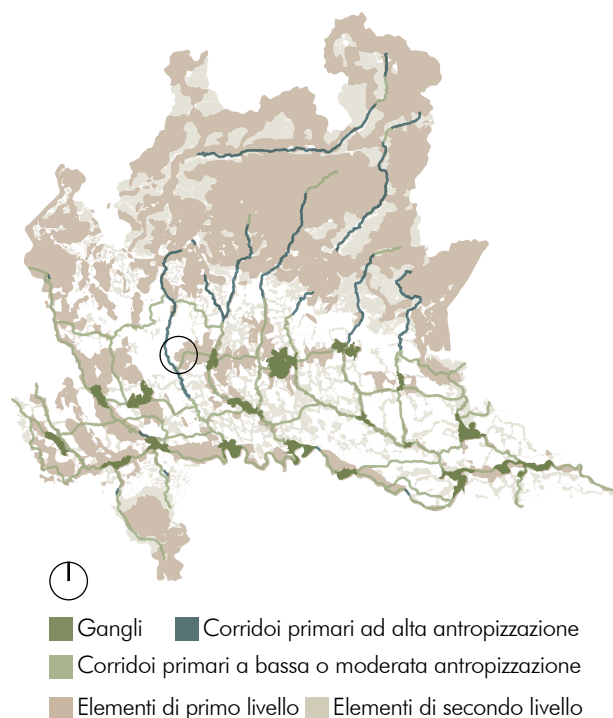 Gangli Corridoi primari ad alta antropizzazione
Corridoi primari a bassa o moderata antropizzazione
Elementi di primo livello Elementi di secondo livello